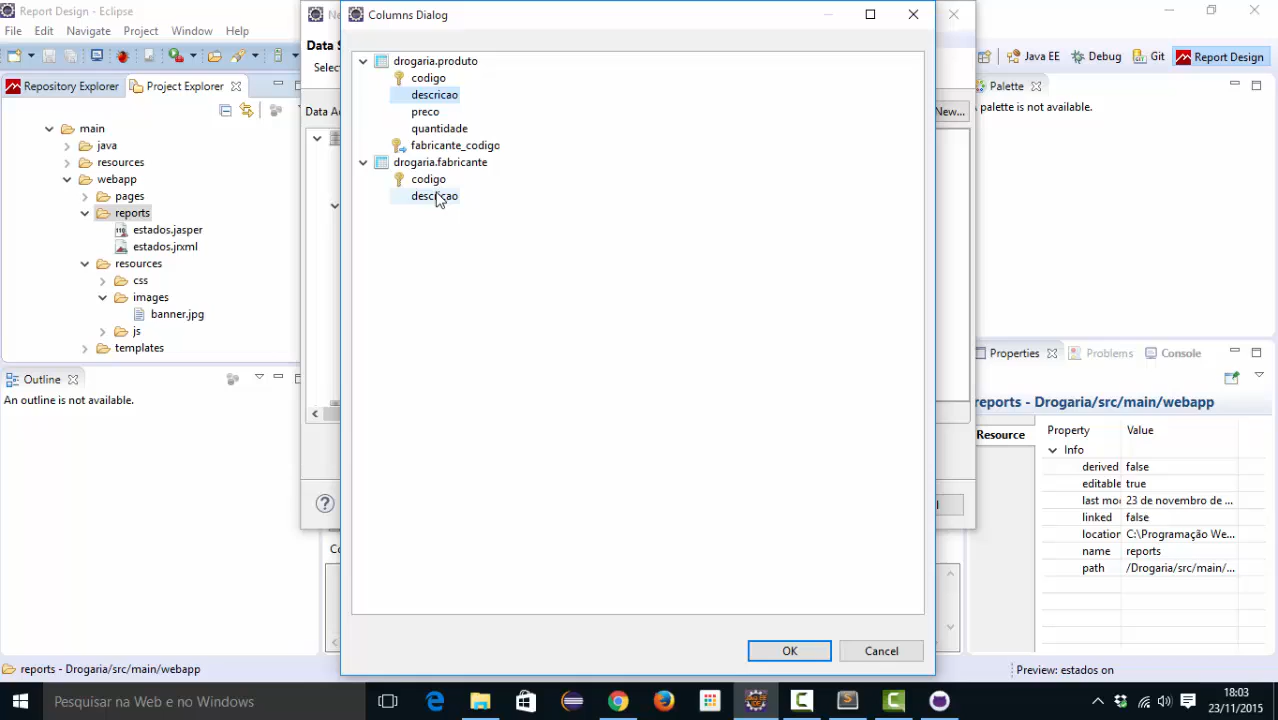 Report Design - Eclipse
File Edit Navigate Project Window Help
Java EE Debug Git Report Design
Repository Explorer Project Explorer
main
java
resources
webapp
pages
reports
estados.jasper
estados.jrxml
resources
css
images
banner.jpg
js
templates
Outline
An outline is not available.
Data S
Selec
Data A
New...
Columns Dialog
drogaria.produto
codigo
descricao
preco
quantidade
fabricante_codigo
drogaria.fabricante
codigo
descricao
OK Cancel
Palette
palette is not available.
Properties Problems Console
reports - Drogaria/src/main/webapp
Resource
Property Value
Info
derived false
editable true
last mo 23 de novembro de ...
linked false
location C:\Programação We...
name reports
path /Drogaria/src/main/...
reports - Drogaria/src/main/webapp
Preview: estados on
Pesquisar na Web e no Windows
18:03
23/11/2015